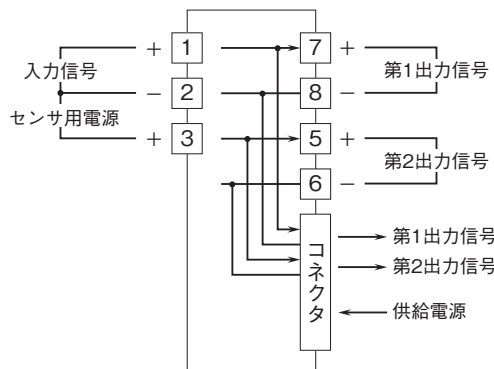 + 1
入力信号
− 2
センサ用電源
+ 3
7 +
第1出力信号
8 −
5 +
第2出力信号
6 −
コネクタ
第1出力信号
第2出力信号
供給電源